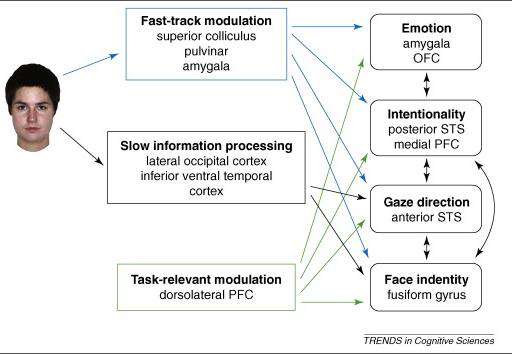 Fast-track modulation
superior colliculus
pulvinar
amygala
Emotion
amygala
OFC
Intentionality
posterior STS
medial PFC
Slow information processing
lateral occipital cortex
inferior ventral temporal
cortex
Gaze direction
anterior STS
Task-relevant modulation
dorsolateral PFC
Face indentity
fusiform gyrus
TRENDS in Cognitive Sciences